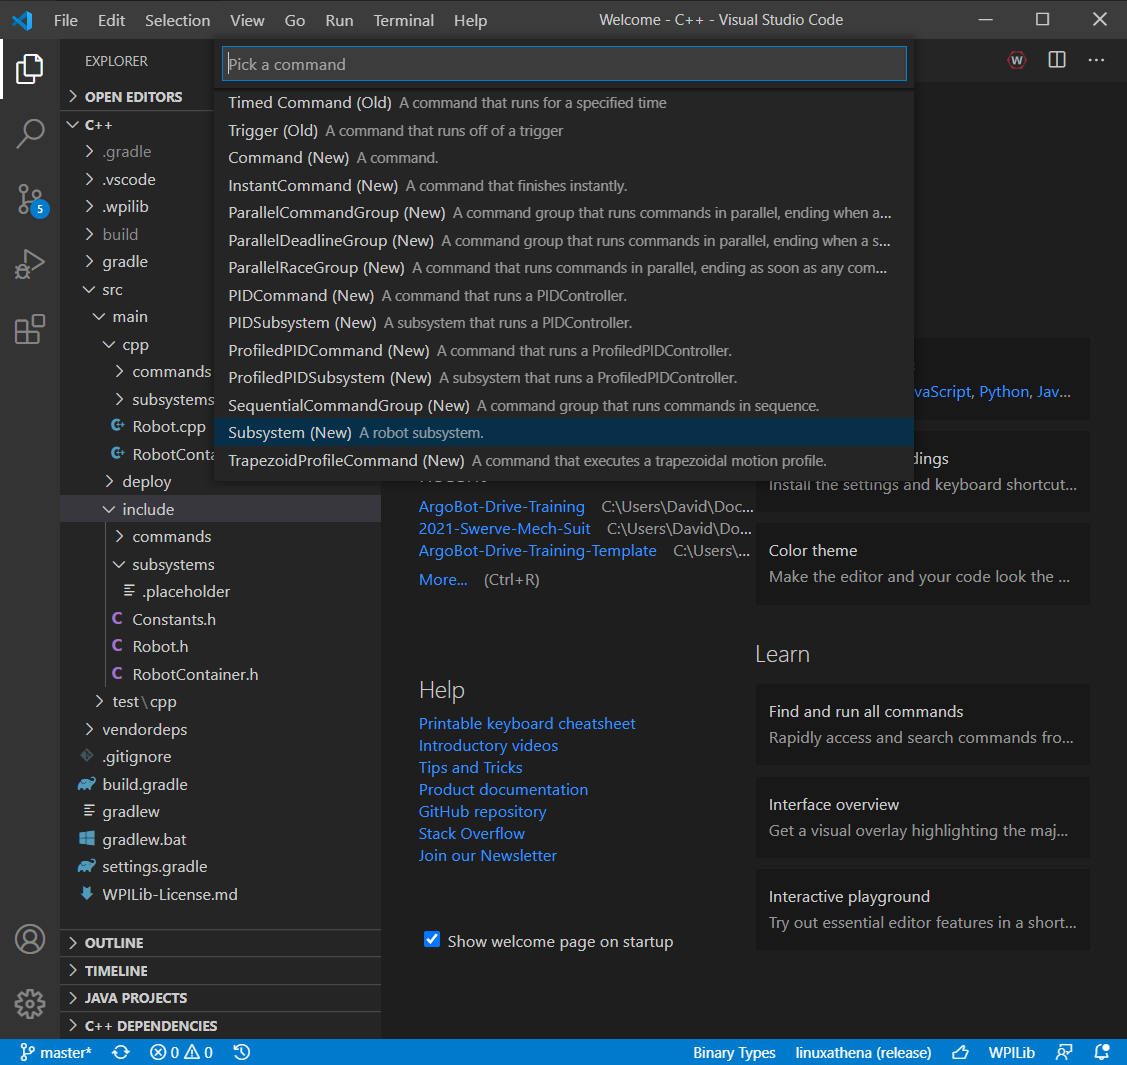 File Edit Selection View Go Run Terminal Help Welcome - C++ - Visual Studio Code
EXPLORER
OPEN EDITORS
C++
.gradle
.vscode
.wpilib
build
gradle
src
main
cpp
commands
subsystems
Robot.cpp
RobotConta
deploy
include
commands
subsystems
.placeholder
Constants.h
Robot.h
RobotContainer.h
test\cpp
vendordeps
.gitignore
build.gradle
gradlew
gradlew.bat
settings.gradle
WPILib-License.md
OUTLINE
TIMELINE
JAVA PROJECTS
C++ DEPENDENCIES
5
W
Pick a command
Timed Command (Old) A command that runs for a specified time
Trigger (Old) A command that runs off of a trigger
Command (New) A command.
InstantCommand (New) A command that finishes instantly.
ParallelCommandGroup (New) A command group that runs commands in parallel, ending when a...
ParallelDeadlineGroup (New) A command group that runs commands in parallel, ending when a s...
ParallelRaceGroup (New) A command that runs commands in parallel, ending as soon as any com...
PIDCommand (New) A command that runs a PIDController.
PIDSubsystem (New) A subsystem that runs a PIDController.
ProfiledPIDCommand (New) A command that runs a ProfiledPIDController.
ProfiledPIDSubsystem (New) A subsystem that runs a ProfiledPIDController.
SequentialCommandGroup (New) A command group that runs commands in sequence.
Subsystem (New) A robot subsystem.
TrapezoidProfileCommand (New) A command that executes a trapezoidal motion profile.
ArgoBot-Drive-Training C:\Users\David\Doc...
2021-Swerve-Mech-Suit C:\Users\David\Do...
ArgoBot-Drive-Training-Template C:\Users\...
More... (Ctrl+R)
Help
Printable keyboard cheatsheet
Introductory videos
Tips and Tricks
Product documentation
GitHub repository
Stack Overflow
Join our Newsletter
Show welcome page on startup
vaScript, Python, Jav...
dings
Install the settings and keyboard shortcut...
Color theme
Make the editor and your code look the ...
Learn
Find and run all commands
Rapidly access and search commands fro...
Interface overview
Get a visual overlay highlighting the maj...
Interactive playground
Try out essential editor features in a short...
master* 0 0 Binary Types linuxathena (release) WPILib